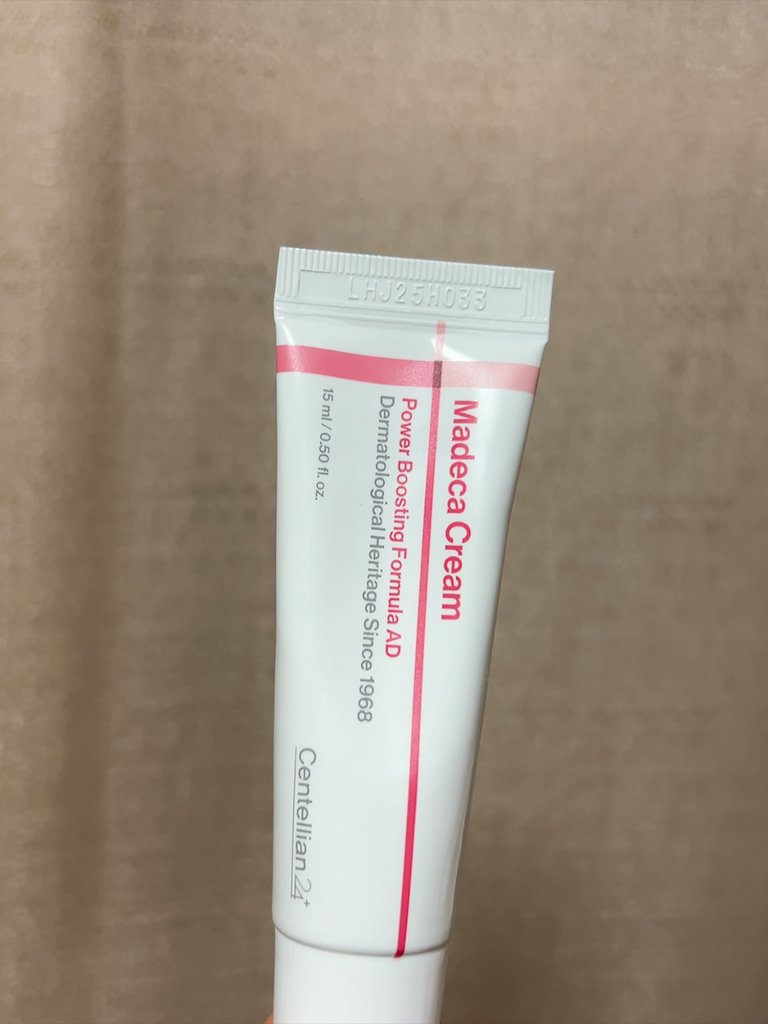 LHJ25H033
Madeca Cream
Power Boosting Formula AD
Dermatological Heritage Since 1968
15 ml / 0.50 fl. oz.
Centellian24+